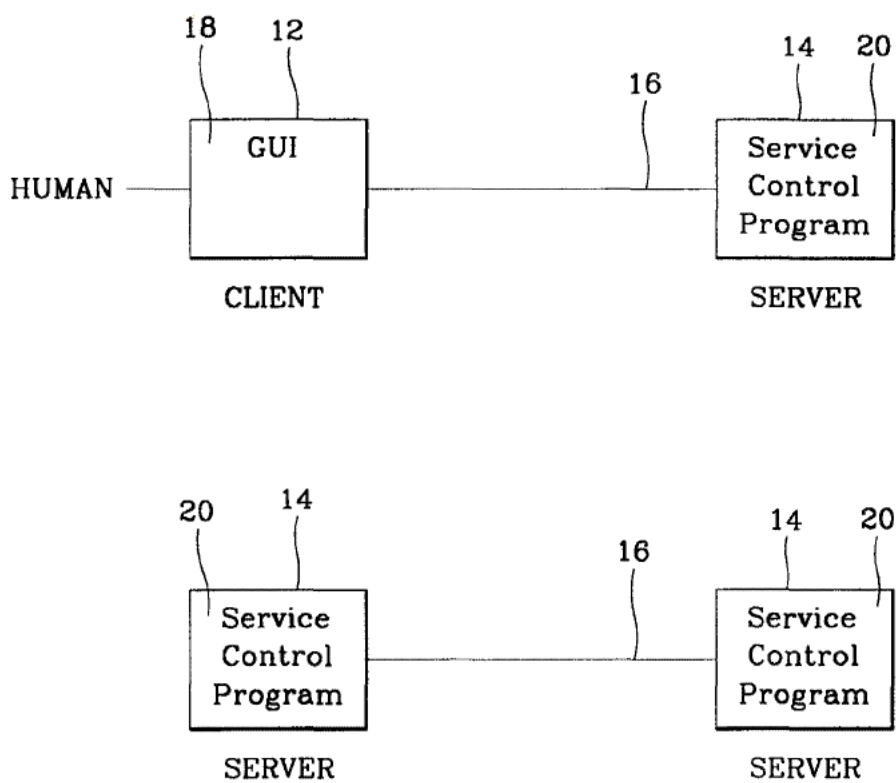 18 12 14 20
16
GUI Service
Control
HUMAN
Program
CLIENT SERVER
20 14 14 20
16
Service Service
Control Control
Program Program
SERVER SERVER